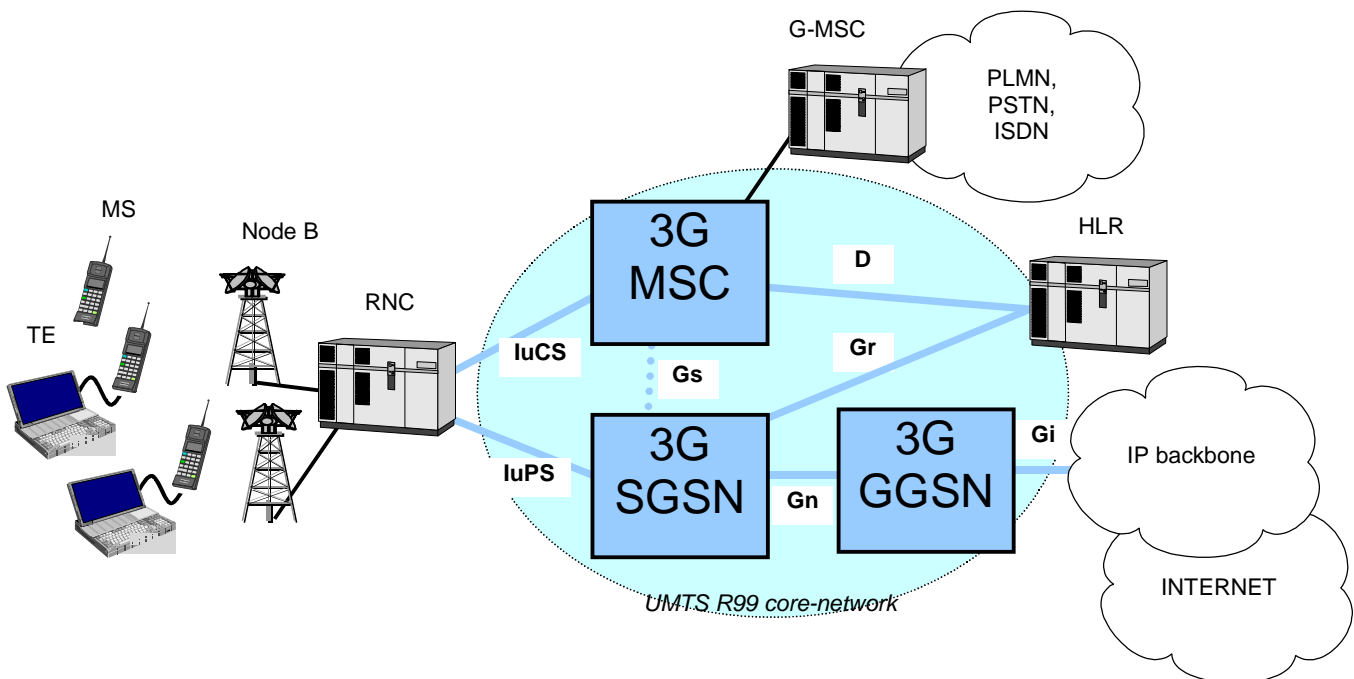 G-MSC
PLMN,
PSTN,
ISDN
MS
Node B
3G
MSC
D
HLR
TE
RNC
IuCS
Gs
Gr
3G
SGSN
3G
GGSN
Gi
IP backbone
IuPS
Gn
INTERNET
UMTS R99 core-network